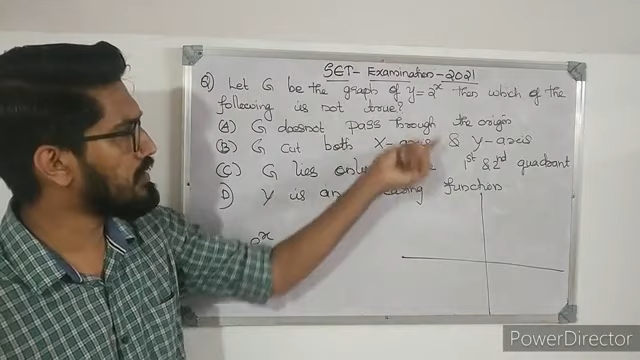 SET - Examination - 2021
Q) Let G be the graph of y = 2^x then which of the
following is not true?
(A) G doesnot pass through the origin
(B) G cut both X-axis & Y-axis
(C) G lies 1st & 2nd quadrant
D) Y is an function
2^x
PowerDirector